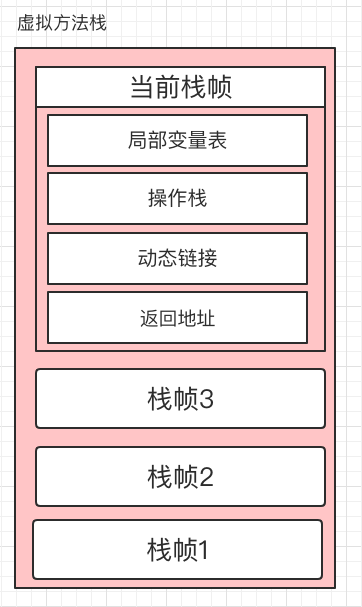 虚拟方法栈
当前栈帧
局部变量表
操作栈
动态链接
返回地址
栈帧3
栈帧2
栈帧1